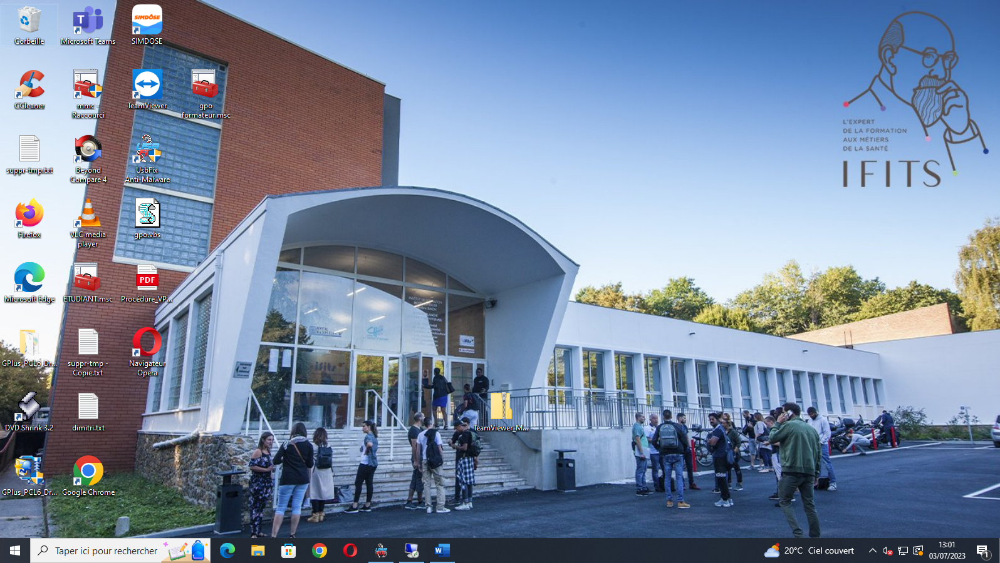 Corbeille
Microsoft Teams
SIMDOSE
SIMDOSE
CCleaner
mmc -
Raccourci
TeamViewer
gpo
formateur.msc
suppr-tmp.txt
Beyond
Compare 4
UsbFix
Anti-Malware
Firefox
VLC media
player
gpo.vbs
Microsoft Edge
ETUDIANT.msc
PDF
Procédure_VP...
GPlus_PCL6_Dr...
suppr-tmp -
Copie.txt
Navigateur
Opera
DVD Shrink 3.2
dimitri.txt
TeamViewer_M...
GPlus_PCL6_Dr...
Google Chrome
L'EXPERT
DE LA FORMATION
AUX MÉTIERS
DE LA SANTÉ
IFITS
Taper ici pour rechercher
20°C Ciel couvert
13:01
03/07/2023
1